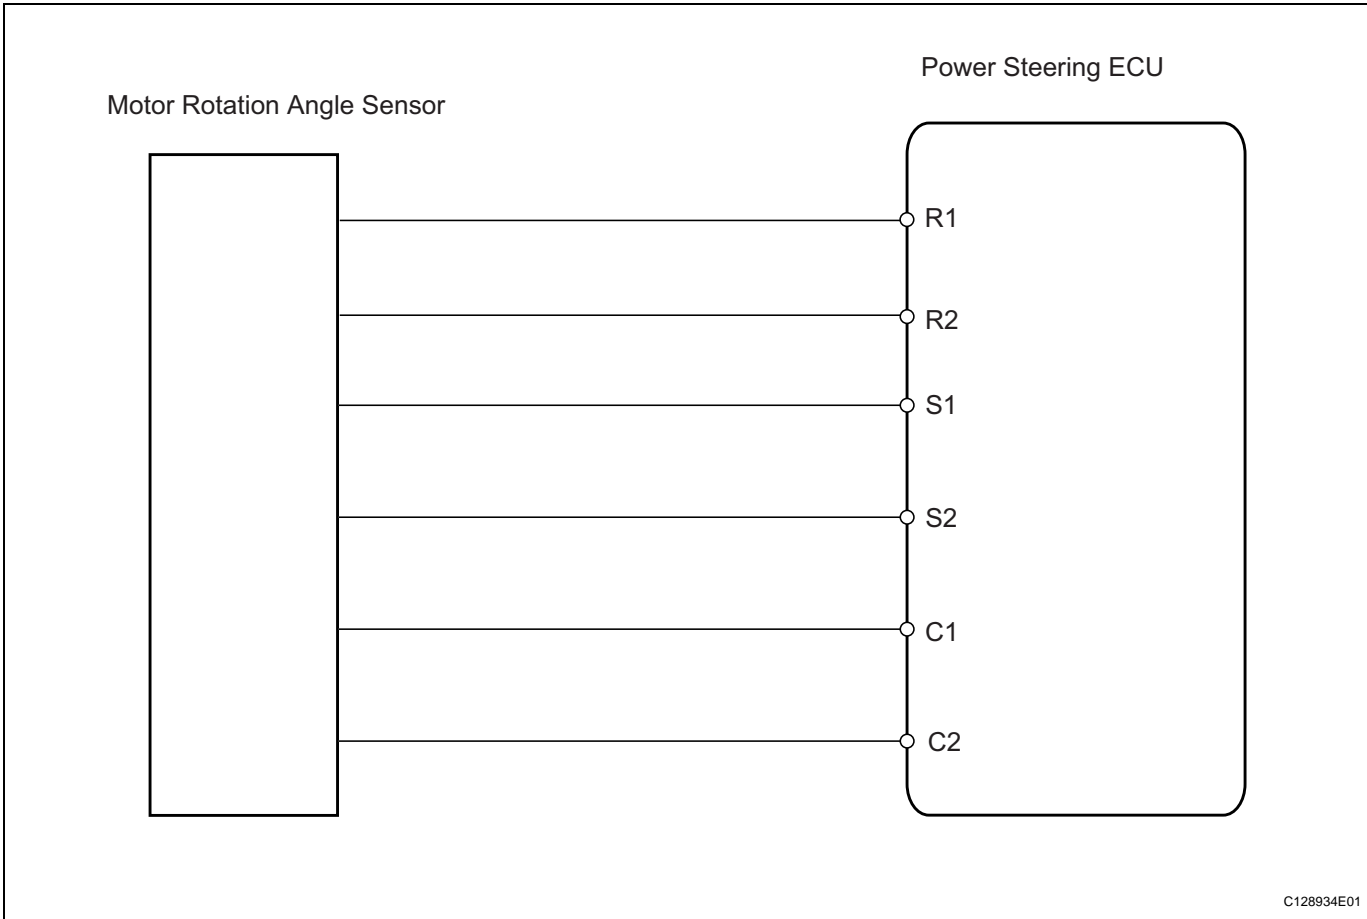 Power Steering ECU
Motor Rotation Angle Sensor
R1
R2
S1
S2
C1
C2
C128934E01